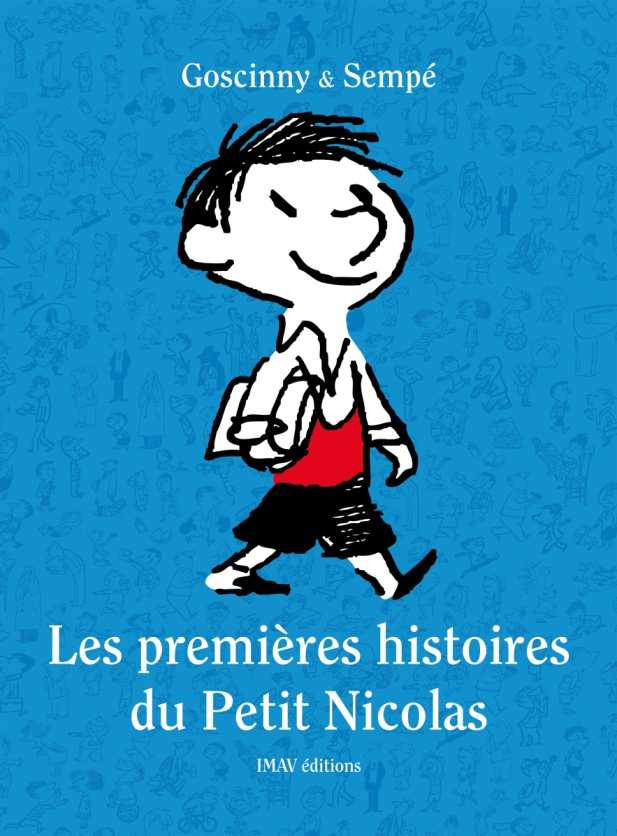 Goscinny & Sempé
Les premières histoires
du Petit Nicolas
IMAV éditions